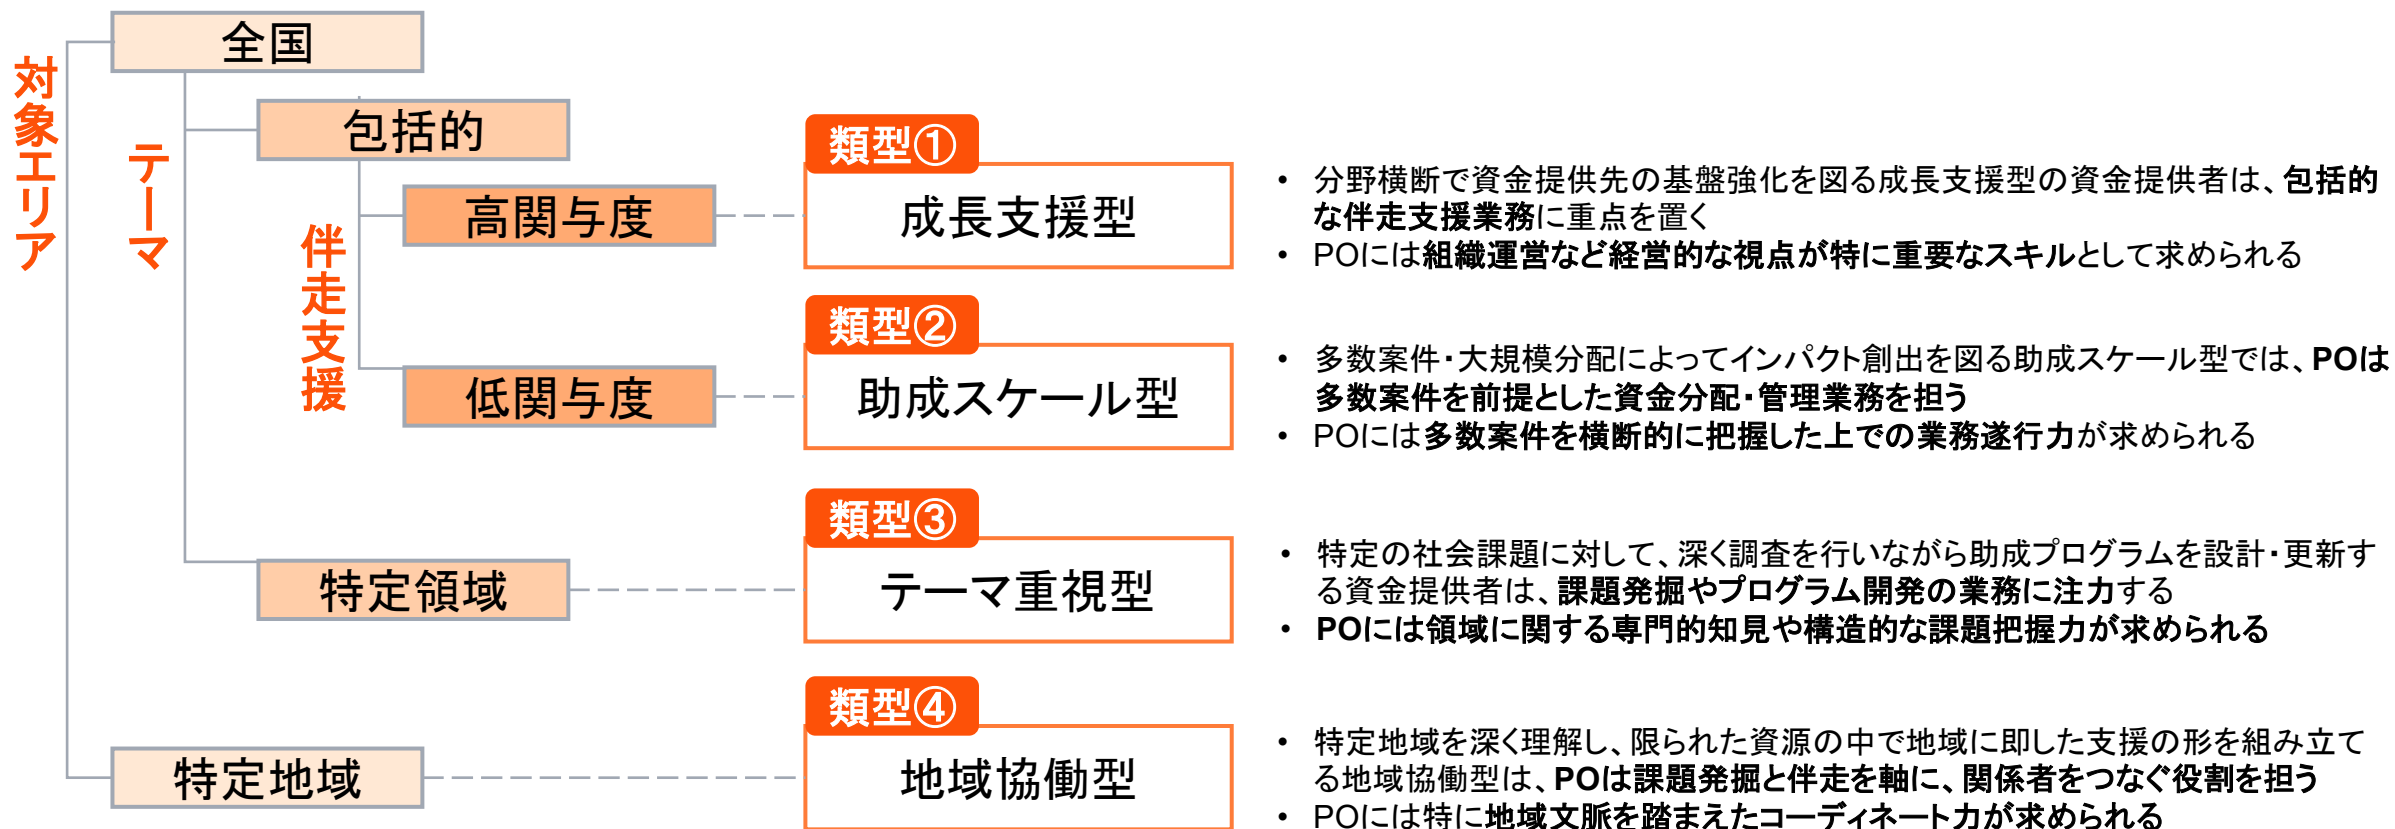 対象エリア
全国
テーマ
包括的
伴走支援
高関与度
類型①
成長支援型
• 分野横断で資金提供先の基盤強化を図る成長支援型の資金提供者は、包括的
な伴走支援業務に重点を置く
• POには組織運営など経営的な視点が特に重要なスキルとして求められる
低関与度
類型②
助成スケール型
• 多数案件・大規模分配によってインパクト創出を図る助成スケール型では、POは
多数案件を前提とした資金分配・管理業務を担う
• POには多数案件を横断的に把握した上での業務遂行力が求められる
特定領域
類型③
テーマ重視型
• 特定の社会課題に対して、深く調査を行いながら助成プログラムを設計・更新す
る資金提供者は、課題発掘やプログラム開発の業務に注力する
• POには領域に関する専門的知見や構造的な課題把握力が求められる
特定地域
類型④
地域協働型
• 特定地域を深く理解し、限られた資源の中で地域に即した支援の形を組み立て
る地域協働型は、POは課題発掘と伴走を軸に、関係者をつなぐ役割を担う
• POには特に地域文脈を踏まえたコーディネート力が求められる